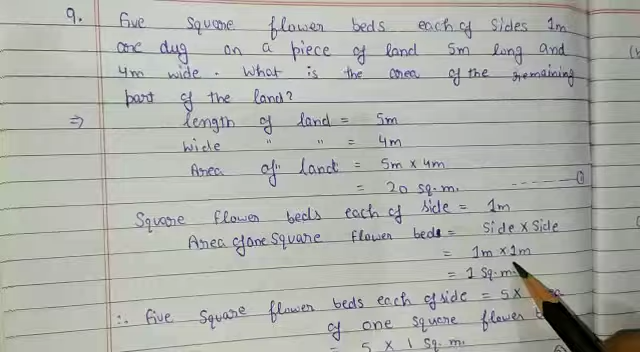 9. Five square flower beds each of sides 1m
are dug on a piece of land 5m long and
4m wide. What is the area of the remaining
part of the land?
⇒ length of land = 5m
Wide " " = 4m
Area of land = 5m × 4m
= 20 sq.m. ------- ①
Square flower beds each of side = 1m
Area of one square flower beds = side × side
= 1m × 1m
= 1 sq.m.
∴ five square flower beds each of side = 5 ×
of one square flower
= 5 × 1 sq.m.